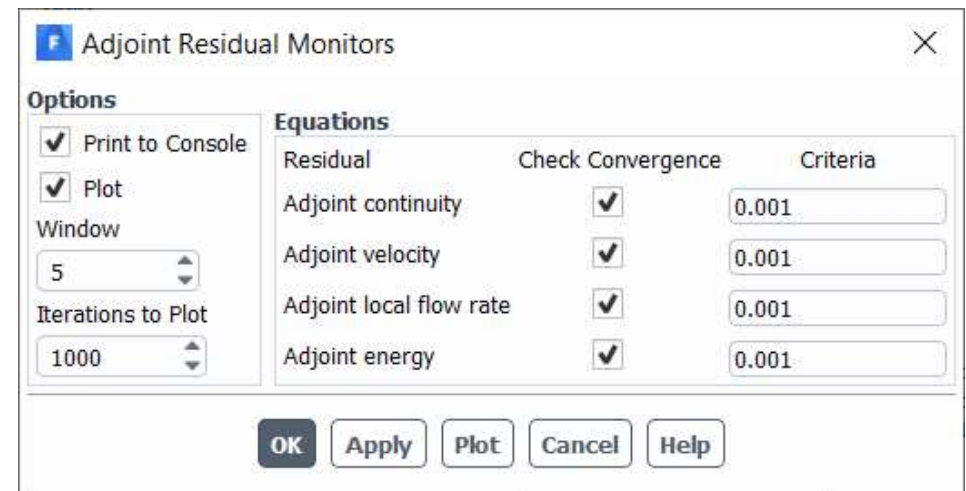 F Adjoint Residual Monitors
Options
Print to Console
Plot
Window
5
Iterations to Plot
1000
Equations
Residual Check Convergence Criteria
Adjoint continuity 0.001
Adjoint velocity 0.001
Adjoint local flow rate 0.001
Adjoint energy 0.001
OK Apply Plot Cancel Help